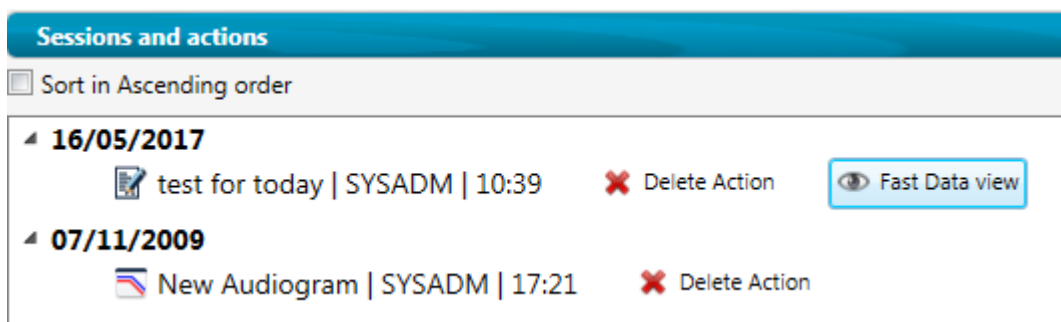 Sessions and actions
Sort in Ascending order
16/05/2017
test for today | SYSADM | 10:39 Delete Action Fast Data view
07/11/2009
New Audiogram | SYSADM | 17:21 Delete Action